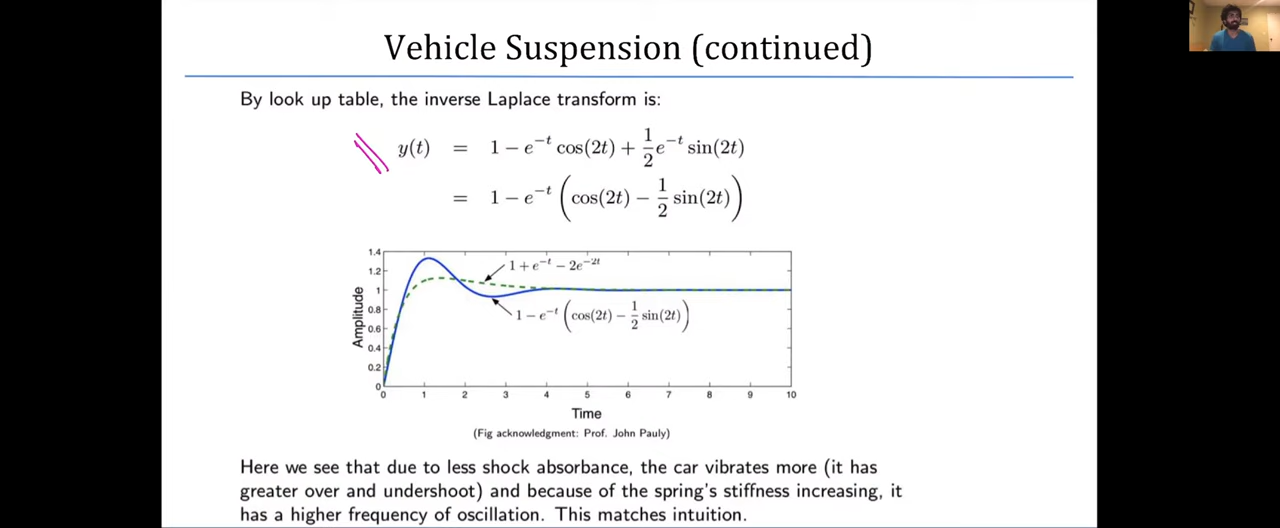 Vehicle Suspension (continued)
By look up table, the inverse Laplace transform is:
y(t) = 1 − e^{−t} cos(2t) + \frac{1}{2}e^{−t} sin(2t)
= 1 − e^{−t} (cos(2t) − \frac{1}{2} sin(2t))
1.4
1.2
1
0.8
0.6
0.4
0.2
0
Amplitude
1 + e^{−t} − 2e^{−2t}
1 − e^{−t} (cos(2t) − \frac{1}{2} sin(2t))
0 1 2 3 4 5 6 7 8 9 10
Time
(Fig acknowledgment: Prof. John Pauly)
Here we see that due to less shock absorbance, the car vibrates more (it has
greater over and undershoot) and because of the spring's stiffness increasing, it
has a higher frequency of oscillation. This matches intuition.